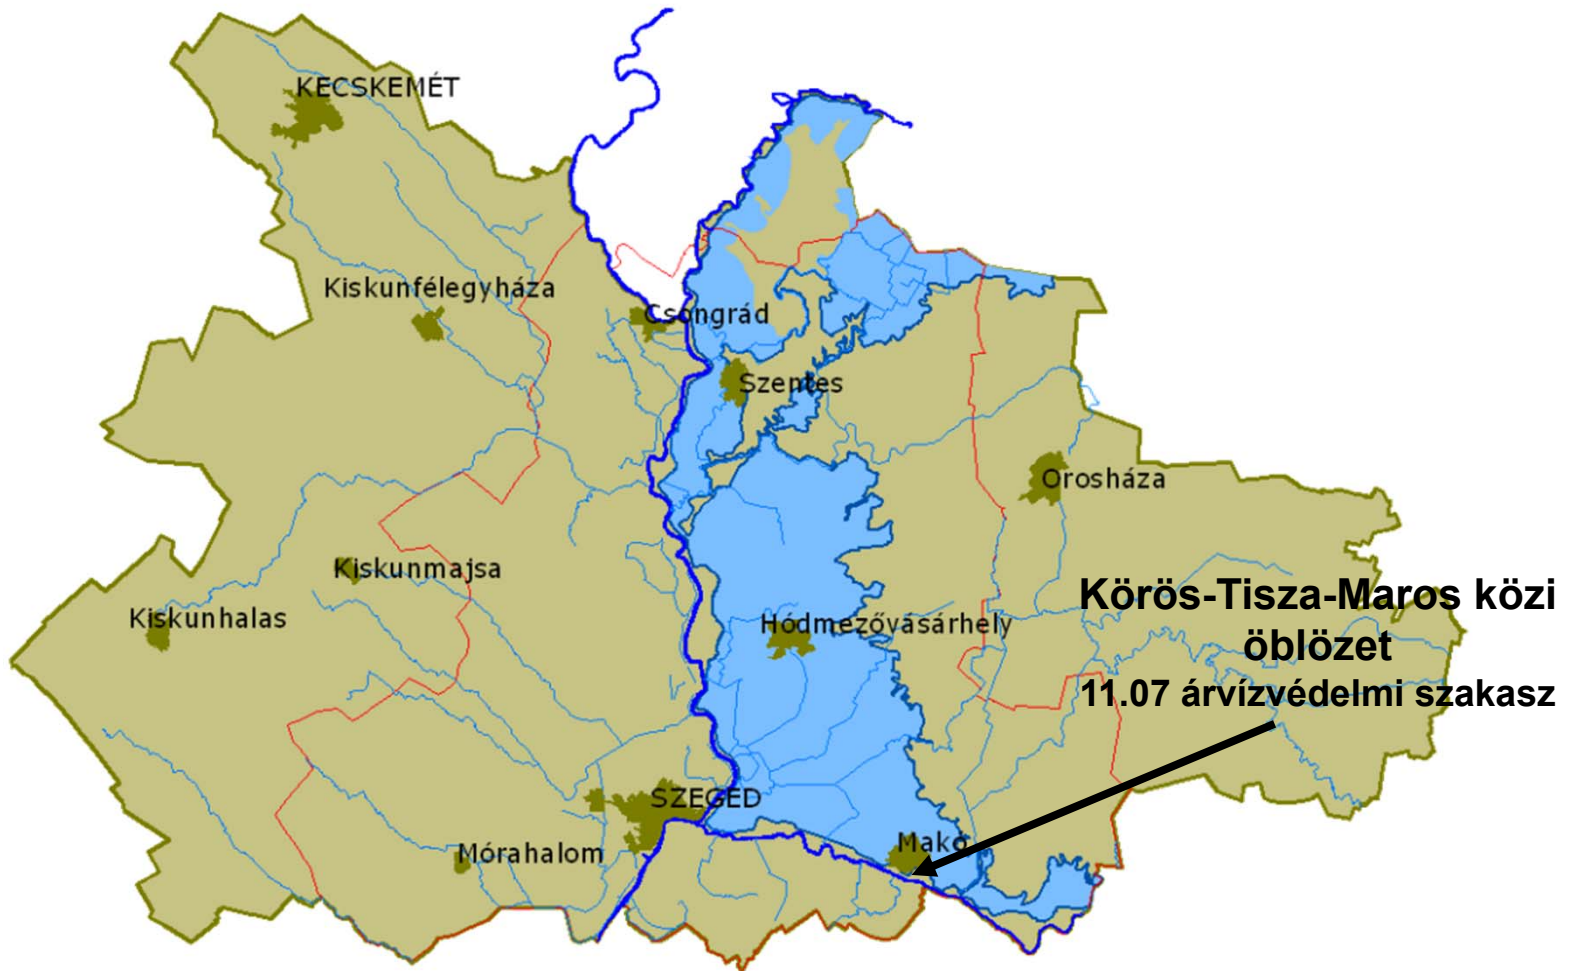 KECSKEMÉT
Kiskunfélegyháza
Csongrád
Szentes
Orosháza
Kiskunmajsa
Kiskunhalas
Hódmezővásárhely
Körös-Tisza-Maros közi
öblözet
11.07 árvízvédelmi szakasz
SZEGED
Makó
Mórahalom